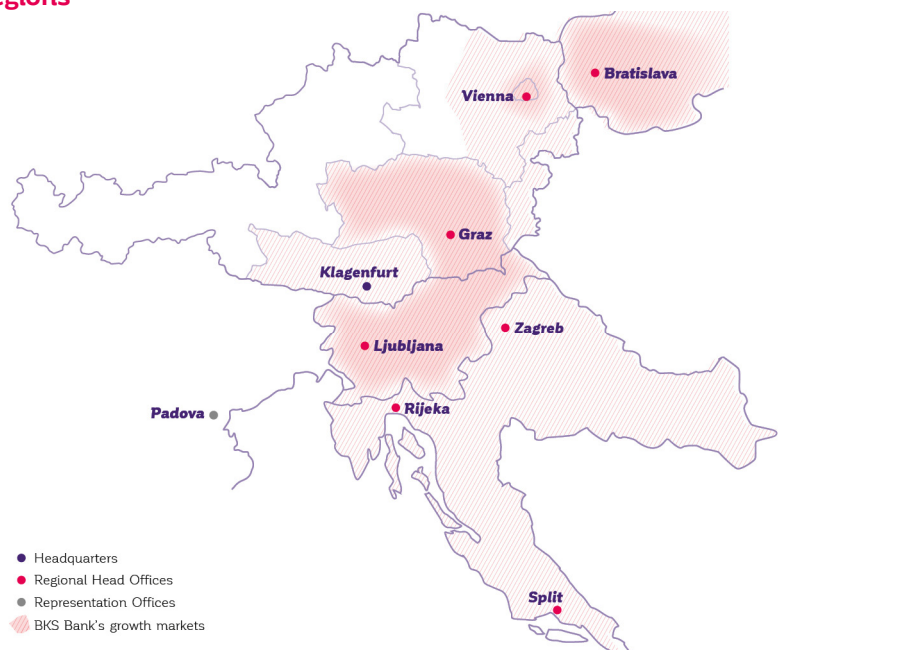 Bratislava
Vienna
Graz
Klagenfurt
Zagreb
Ljubljana
Rijeka
Padova
Split
Headquarters
Regional Head Offices
Representation Offices
BKS Bank's growth markets